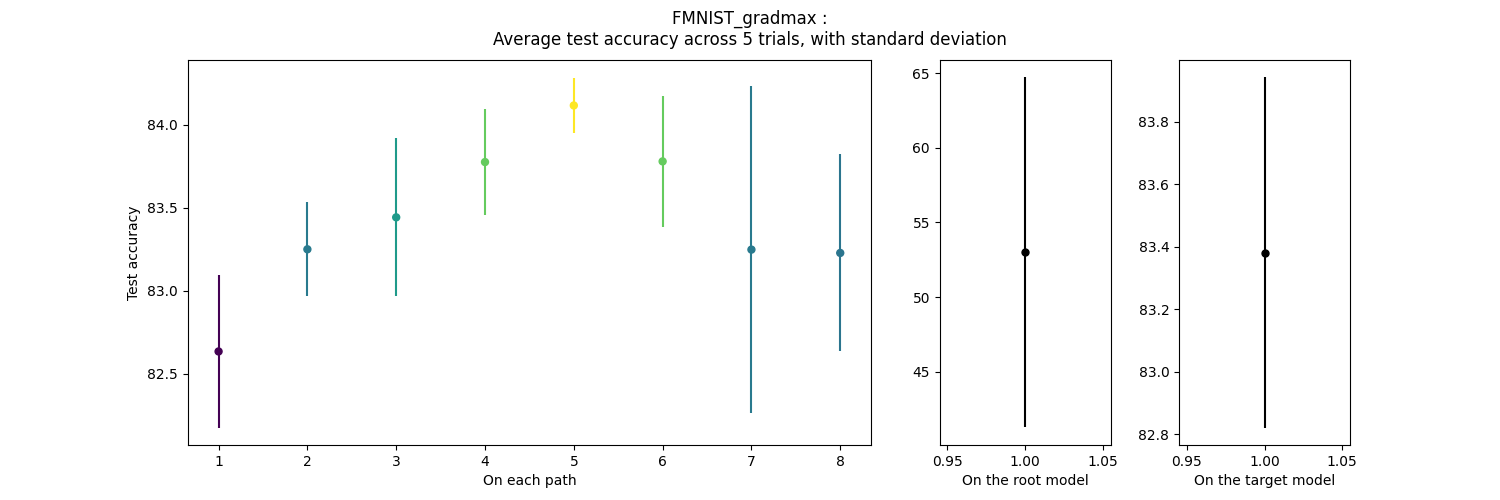 FMNIST_gradmax :
Average test accuracy across 5 trials, with standard deviation
Test accuracy
84.0
83.5
83.0
82.5
1 2 3 4 5 6 7 8
On each path
65
60
55
50
45
0.95 1.00 1.05
On the root model
83.8
83.6
83.4
83.2
83.0
82.8
0.95 1.00 1.05
On the target model